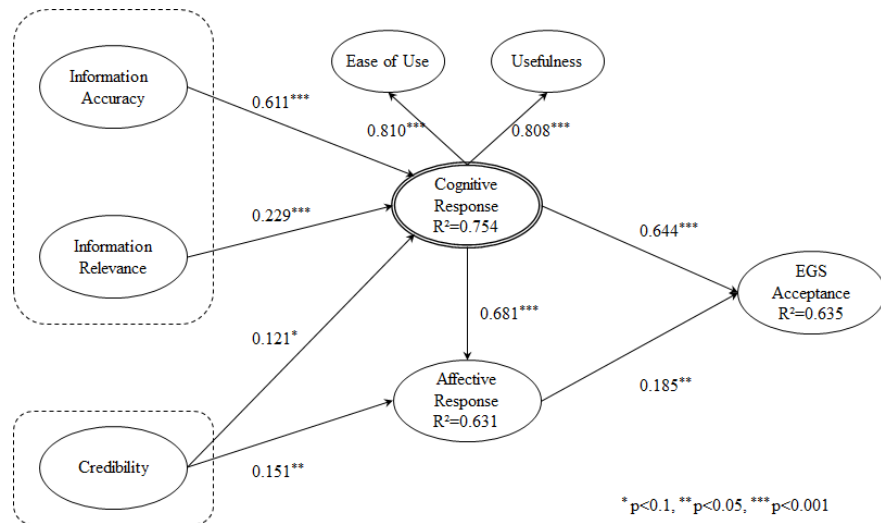 Ease of Use
Usefulness
Information
Accuracy
0.611***
0.810***
0.808***
Cognitive
Response
R²=0.754
0.229***
0.644***
Information
Relevance
EGS
Acceptance
R²=0.635
0.681***
0.121*
Affective
Response
R²=0.631
0.185**
Credibility
0.151**
*p<0.1, **p<0.05, ***p<0.001